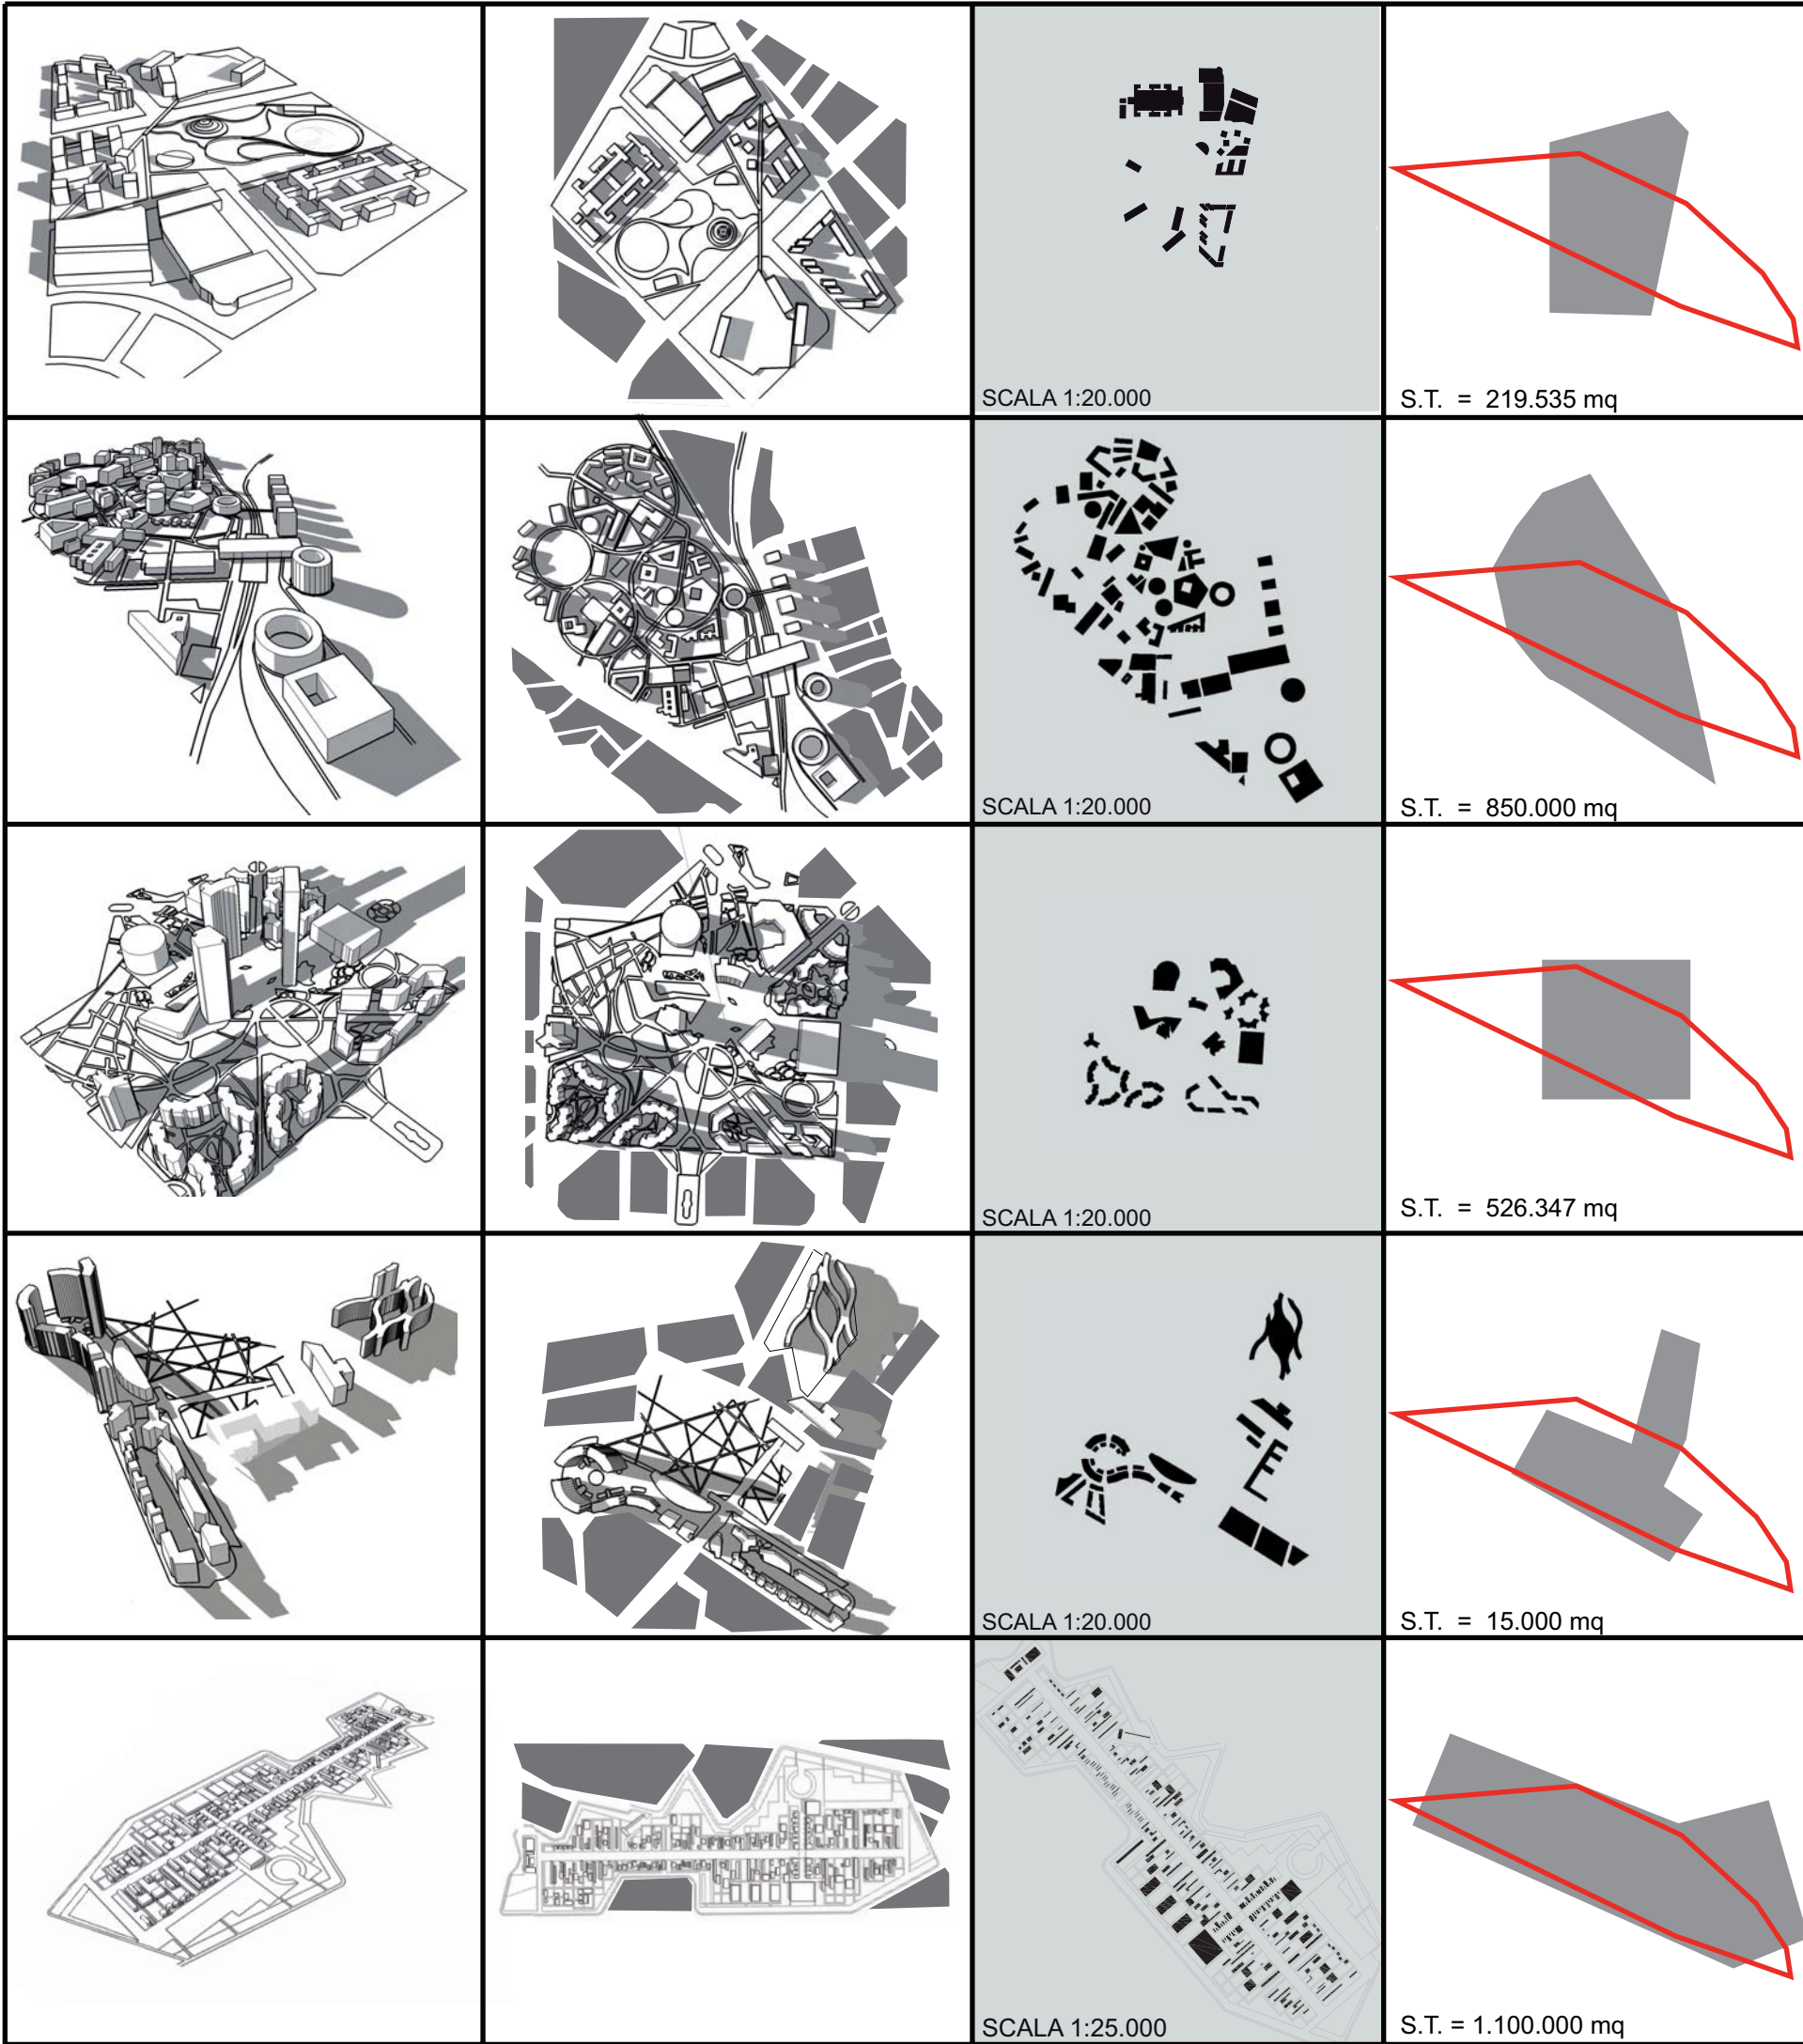 SCALA 1:20.000
S.T. = 219.535 mq
SCALA 1:20.000
S.T. = 850.000 mq
SCALA 1:20.000
S.T. = 526.347 mq
SCALA 1:20.000
S.T. = 15.000 mq
SCALA 1:25.000
S.T. = 1.100.000 mq